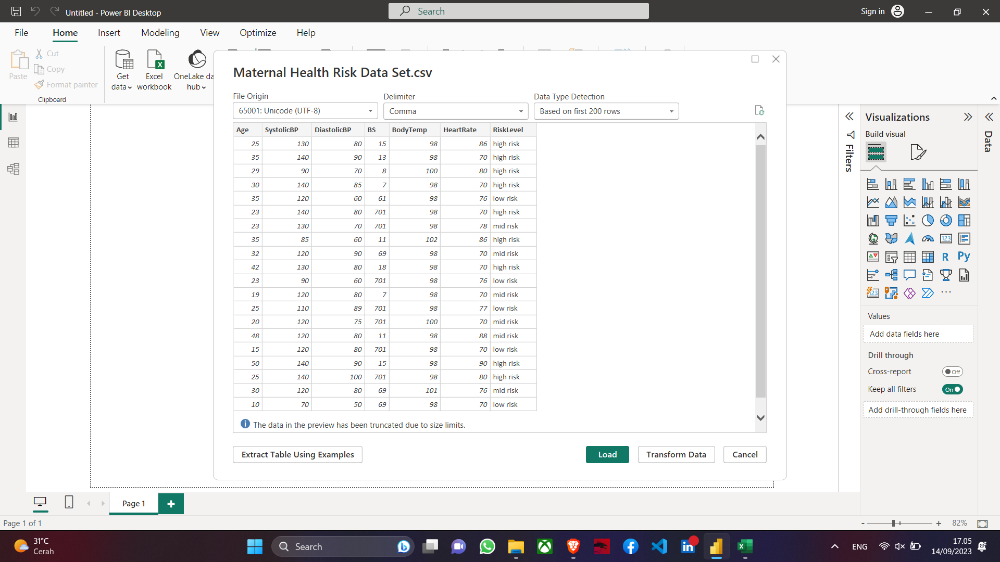 Untitled - Power BI Desktop
Search
Sign in
File Home Insert Modeling View Optimize Help
Paste
Cut
Copy
Format painter
Clipboard
Get data
Excel workbook
OneLake da
hub
Maternal Health Risk Data Set.csv
File Origin Delimiter Data Type Detection
65001: Unicode (UTF-8) Comma Based on first 200 rows
Age SystolicBP DiastolicBP BS BodyTemp HeartRate RiskLevel
25 130 80 15 98 86 high risk
35 140 90 13 98 70 high risk
29 90 70 8 100 80 high risk
30 140 85 7 98 70 high risk
35 120 60 61 98 76 low risk
23 140 80 701 98 70 high risk
23 130 70 701 98 78 mid risk
35 85 60 11 102 86 high risk
32 120 90 69 98 70 mid risk
42 130 80 18 98 70 high risk
23 90 60 701 98 76 low risk
19 120 80 7 98 70 mid risk
25 110 89 701 98 77 low risk
20 120 75 701 100 70 mid risk
48 120 80 11 98 88 mid risk
15 120 80 701 98 70 low risk
50 140 90 15 98 90 high risk
25 140 100 701 98 80 high risk
30 120 80 69 101 76 mid risk
10 70 50 69 98 70 low risk
The data in the preview has been truncated due to size limits.
Extract Table Using Examples
Load
Transform Data
Cancel
Filters
Visualizations
Build visual
123
R
Py
123
...
Values
Add data fields here
Drill through
Cross-report
Off
Keep all filters
On
Add drill-through fields here
Data
Page 1
+
Page 1 of 1
- + 82%
31°C
Cerah
Search
ENG
17.05
14/09/2023